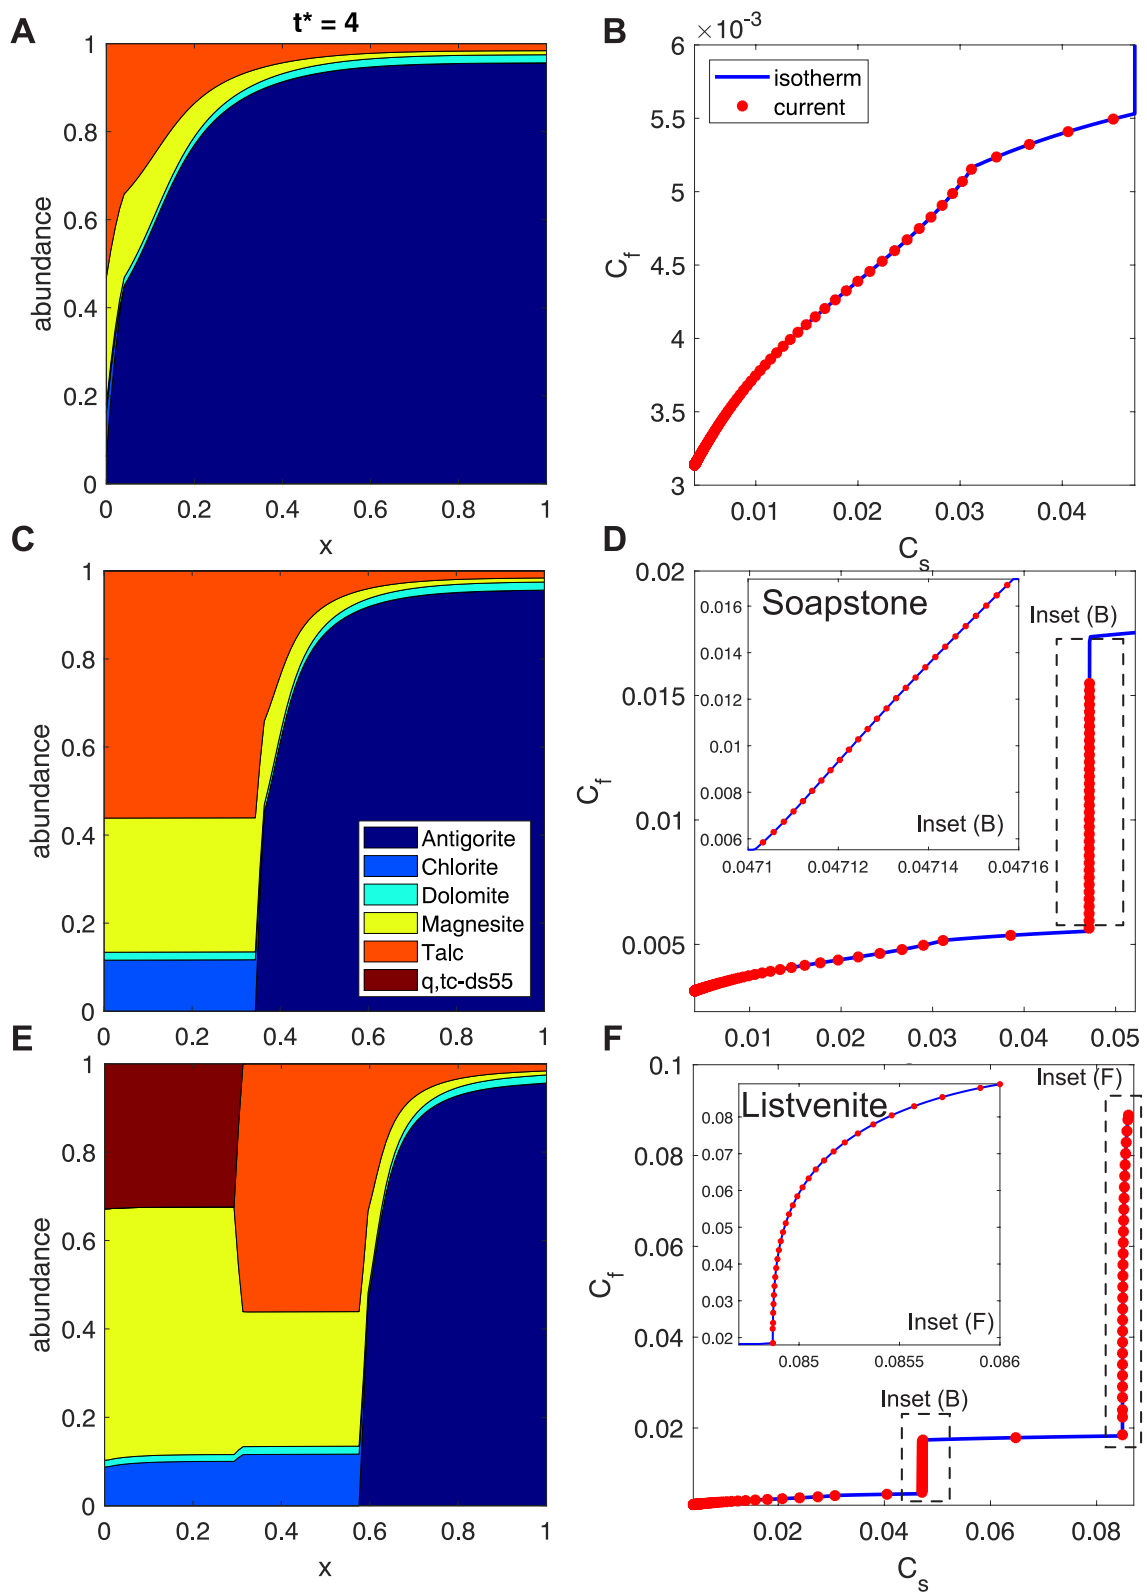 A
t* = 4
abundance
1
0.8
0.6
0.4
0.2
0
0
0.2
0.4
0.6
0.8
1
x
B
×10⁻³
isotherm
current
C_f
6
5.5
5
4.5
4
3.5
3
0.01
0.02
0.03
0.04
C_s
C
abundance
1
0.8
0.6
0.4
0.2
0
Antigorite
Chlorite
Dolomite
Magnesite
Talc
q,tc-ds55
0
0.2
0.4
0.6
0.8
1
D
C_f
0.02
0.015
0.01
0.005
Soapstone
Inset (B)
0.016
0.014
0.012
0.01
0.008
0.006
Inset (B)
0.0471
0.04712
0.04714
0.04716
0.01
0.02
0.03
0.04
0.05
E
abundance
1
0.8
0.6
0.4
0.2
0
0
0.2
0.4
0.6
0.8
1
x
F
C_f
0.1
0.08
0.06
0.04
0.02
Inset (F)
Listvenite
0.08
0.07
0.06
0.05
0.04
0.03
0.02
Inset (F)
0.085
0.0855
0.086
Inset (B)
0.02
0.04
0.06
0.08
C_s